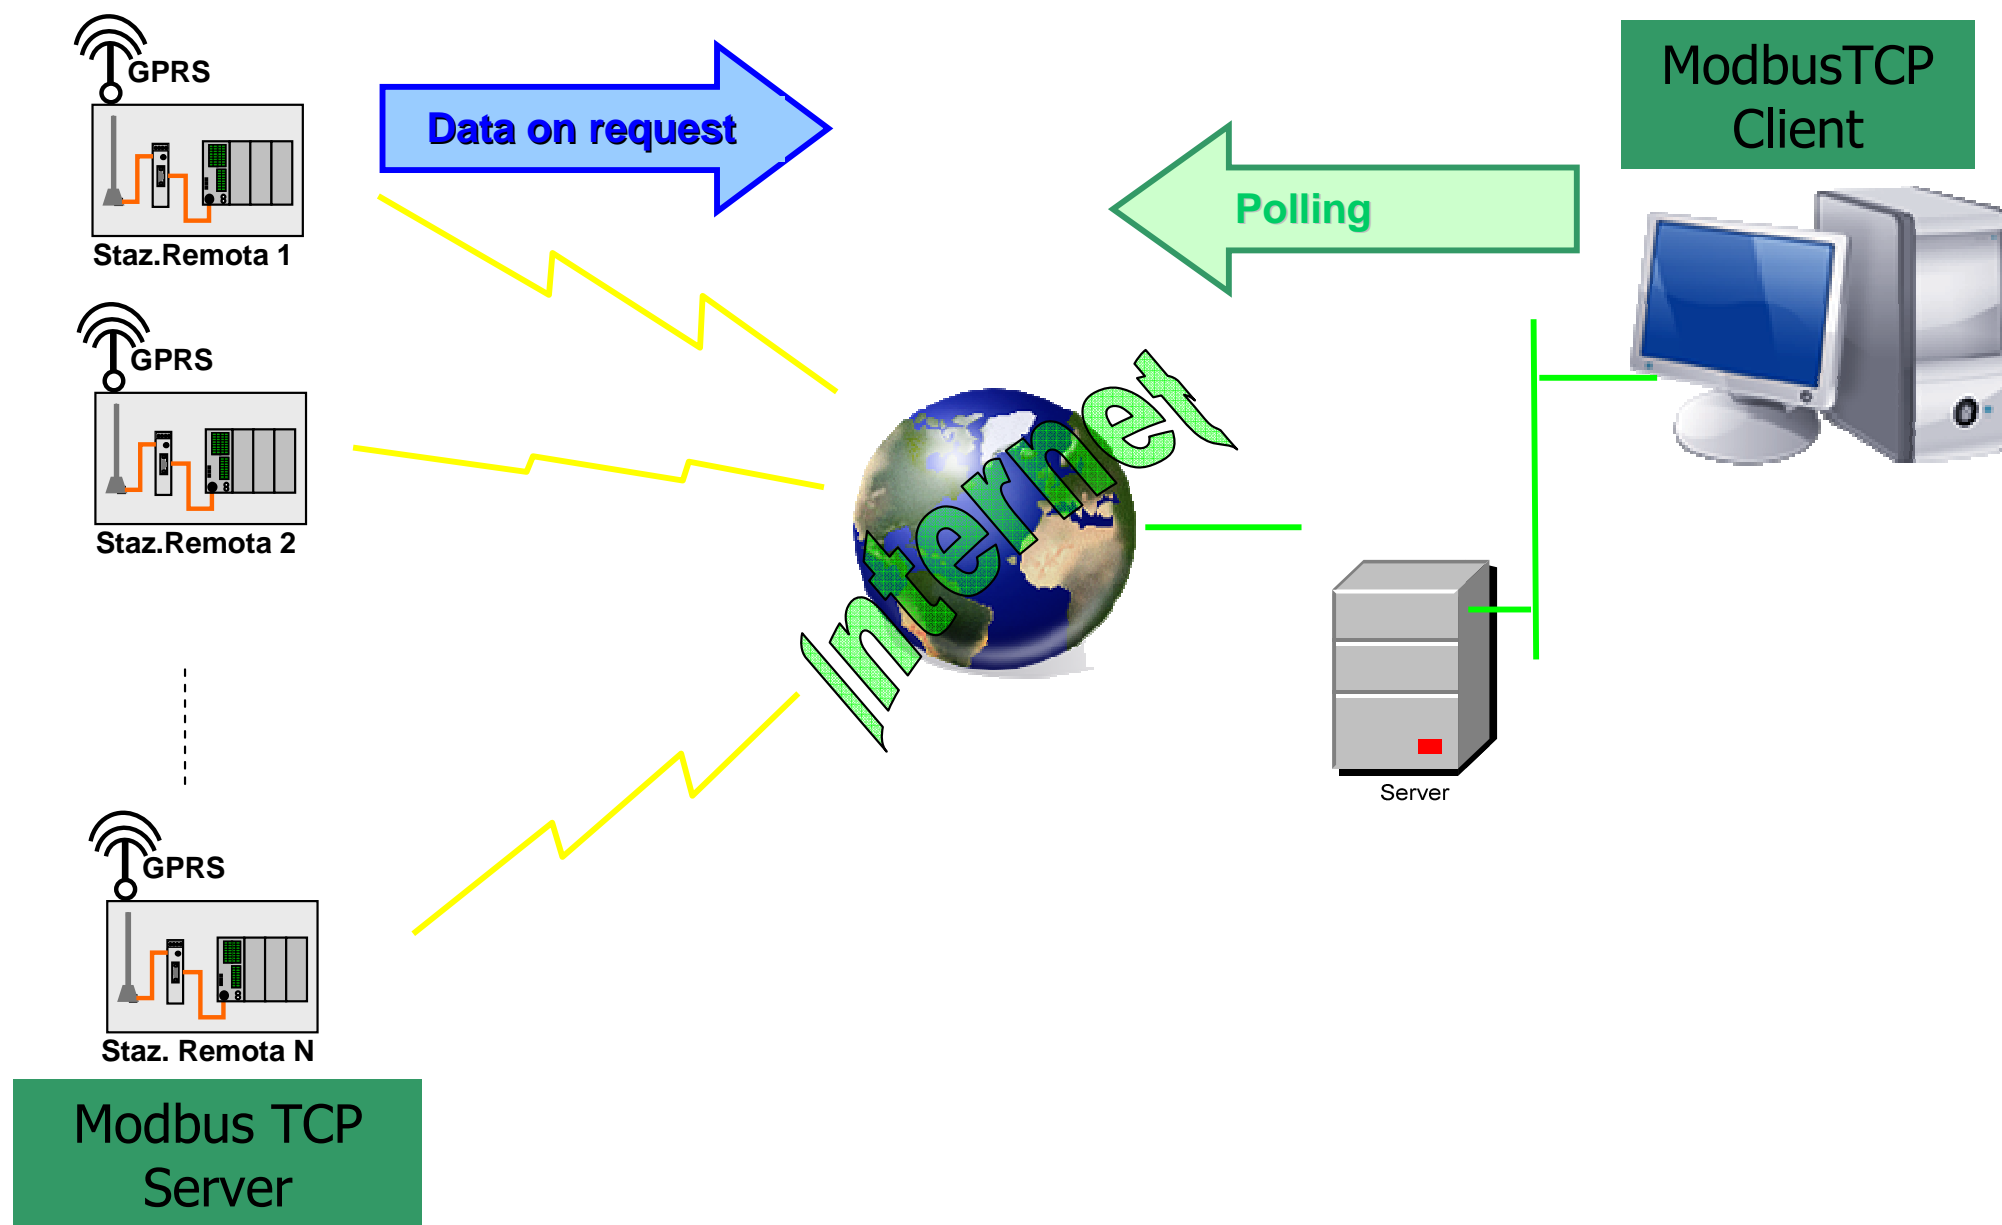 GPRS
Data on request
ModbusTCP
Client
Polling
Staz.Remota 1
GPRS
Staz.Remota 2
Internet
Server
GPRS
Staz. Remota N
Modbus TCP
Server